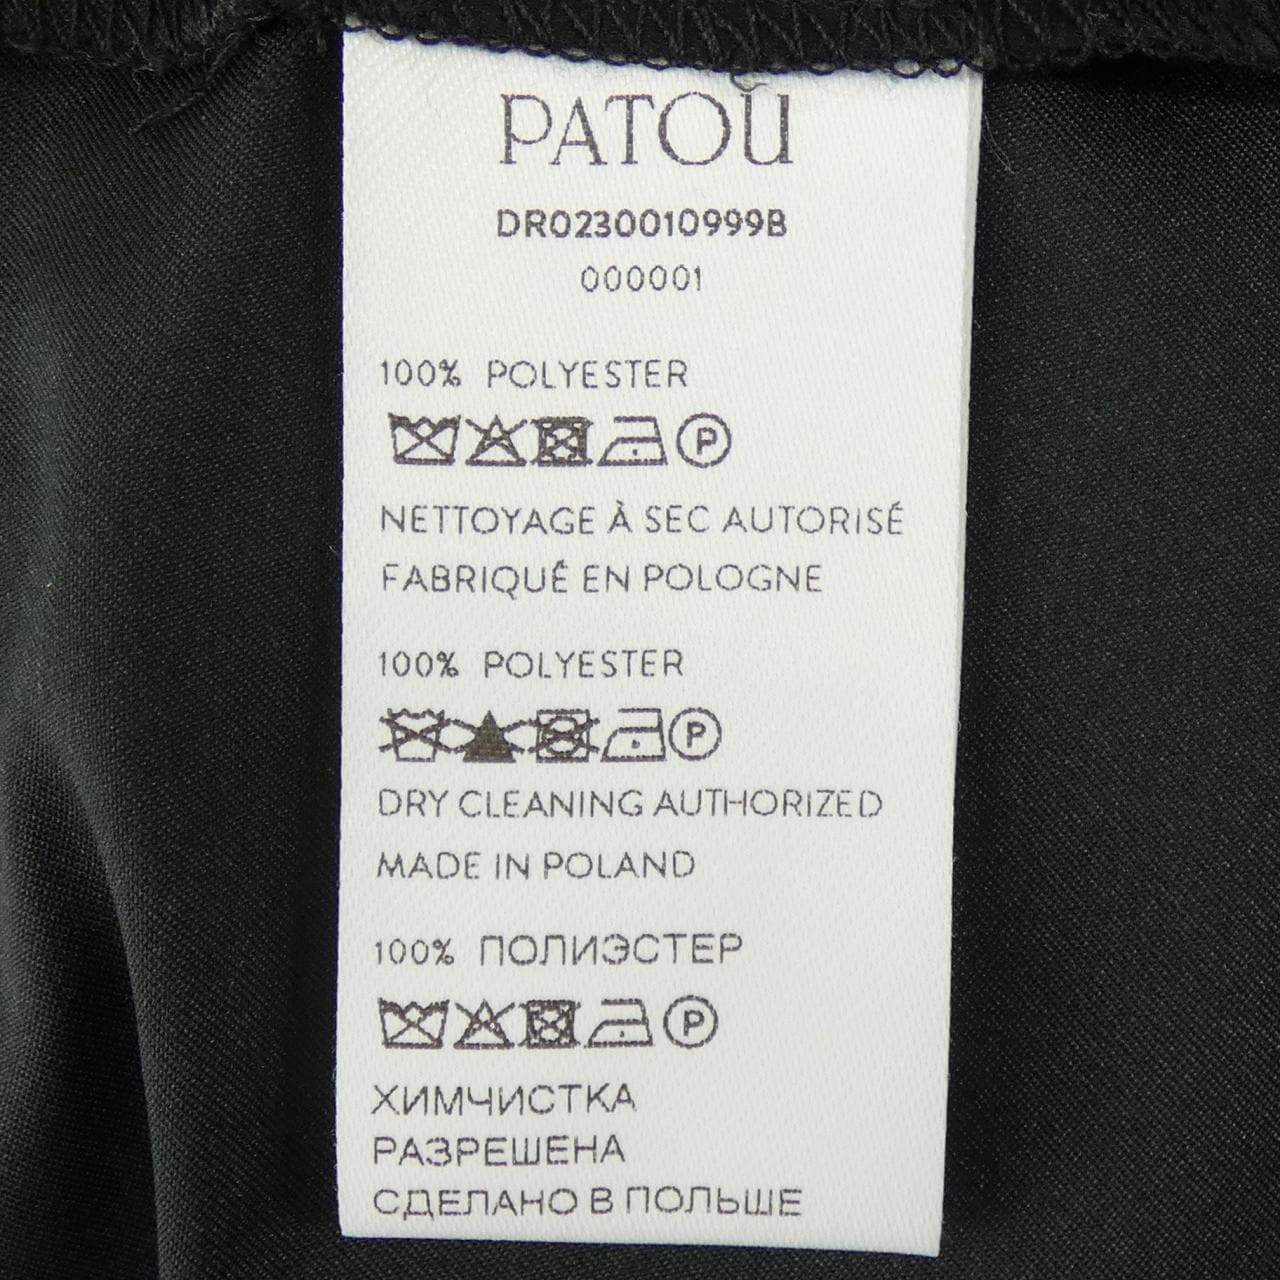 PATOU
DR0230010999B
000001
100% POLYESTER
P
NETTOYAGE À SEC AUTORISÉ
FABRIQUÉ EN POLOGNE
100% POLYESTER
P
DRY CLEANING AUTHORIZED
MADE IN POLAND
100% ПОЛИЭСТЕР
P
ХИМЧИСТКА
РАЗРЕШЕНА
СДЕЛАНО В ПОЛЬШЕ